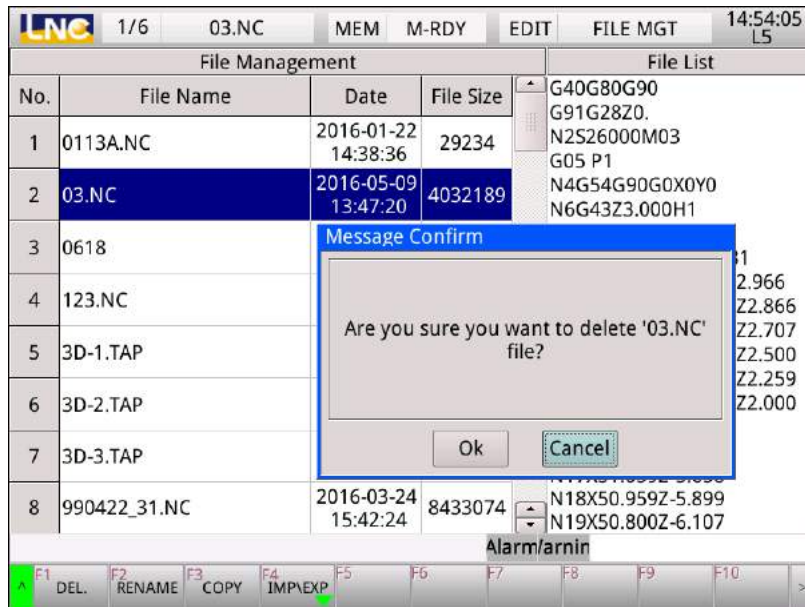 LNC 1/6 03.NC MEM M-RDY EDIT FILE MGT 14:54:05
L5
File Management File List
No. File Name Date File Size
1 0113A.NC 2016-01-22 14:38:36 29234
2 03.NC 2016-05-09 13:47:20 4032189
3 0618
4 123.NC
5 3D-1.TAP
6 3D-2.TAP
7 3D-3.TAP
8 990422_31.NC 2016-03-24 15:42:24 8433074
G40G80G90
G91G28Z0.
N2S26000M03
G05 P1
N4G54G90G0X0Y0
N6G43Z3.000H1
2.966
Z2.866
Z2.707
Z2.500
Z2.259
Z2.000
N18X50.959Z-5.899
N19X50.800Z-6.107
Message Confirm
Are you sure you want to delete '03.NC'
file?
Ok Cancel
Alarm/arnin
^ F1 DEL. F2 RENAME F3 COPY F4 IMP\EXP F5 F6 F7 F8 F9 F10 >